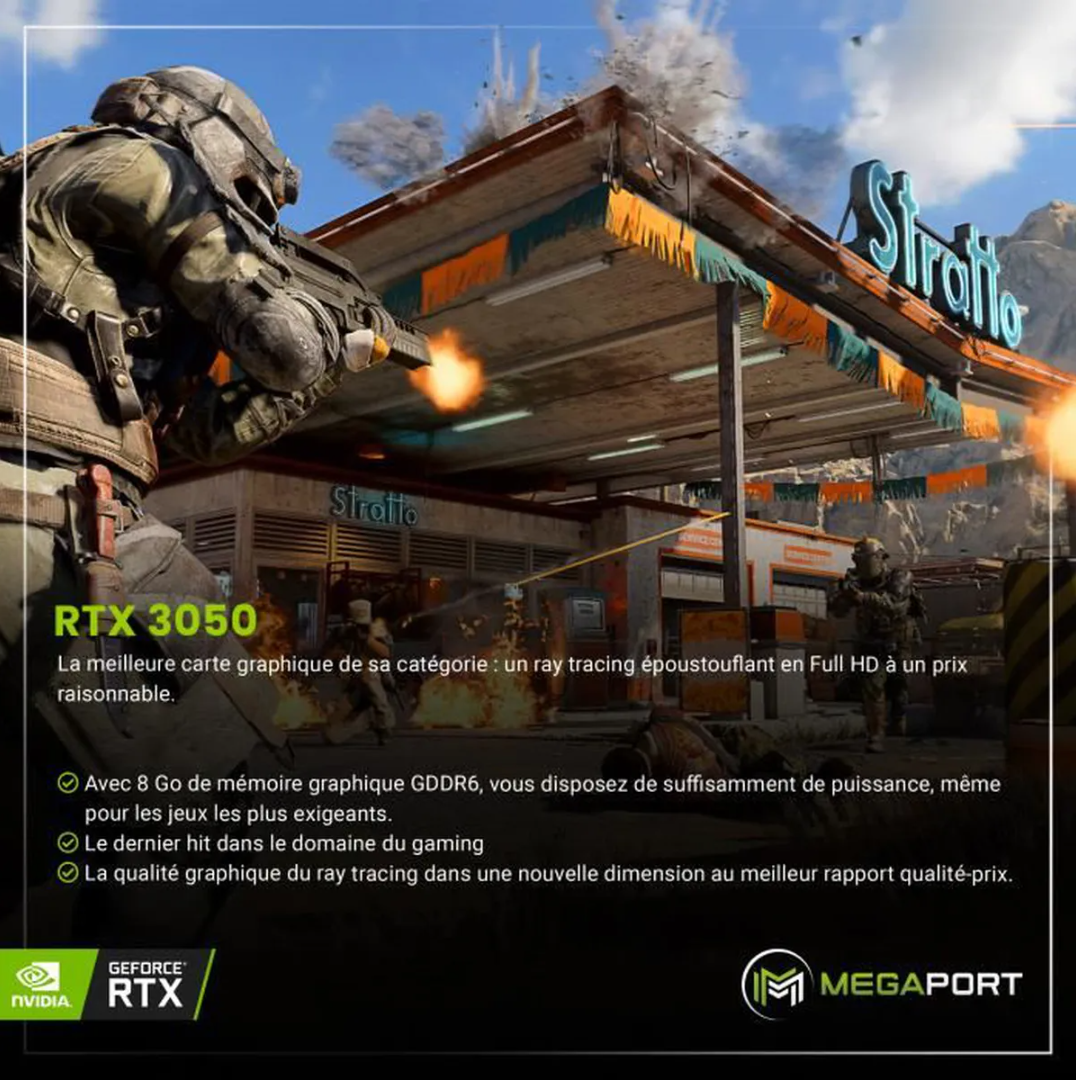 Stratto
Stratto
RTX 3050
La meilleure carte graphique de sa catégorie : un ray tracing époustouflant en Full HD à un prix
raisonnable.
Avec 8 Go de mémoire graphique GDDR6, vous disposez de suffisamment de puissance, même
pour les jeux les plus exigeants.
Le dernier hit dans le domaine du gaming
La qualité graphique du ray tracing dans une nouvelle dimension au meilleur rapport qualité-prix.
NVIDIA. GEFORCE® RTX
MEGAPORT